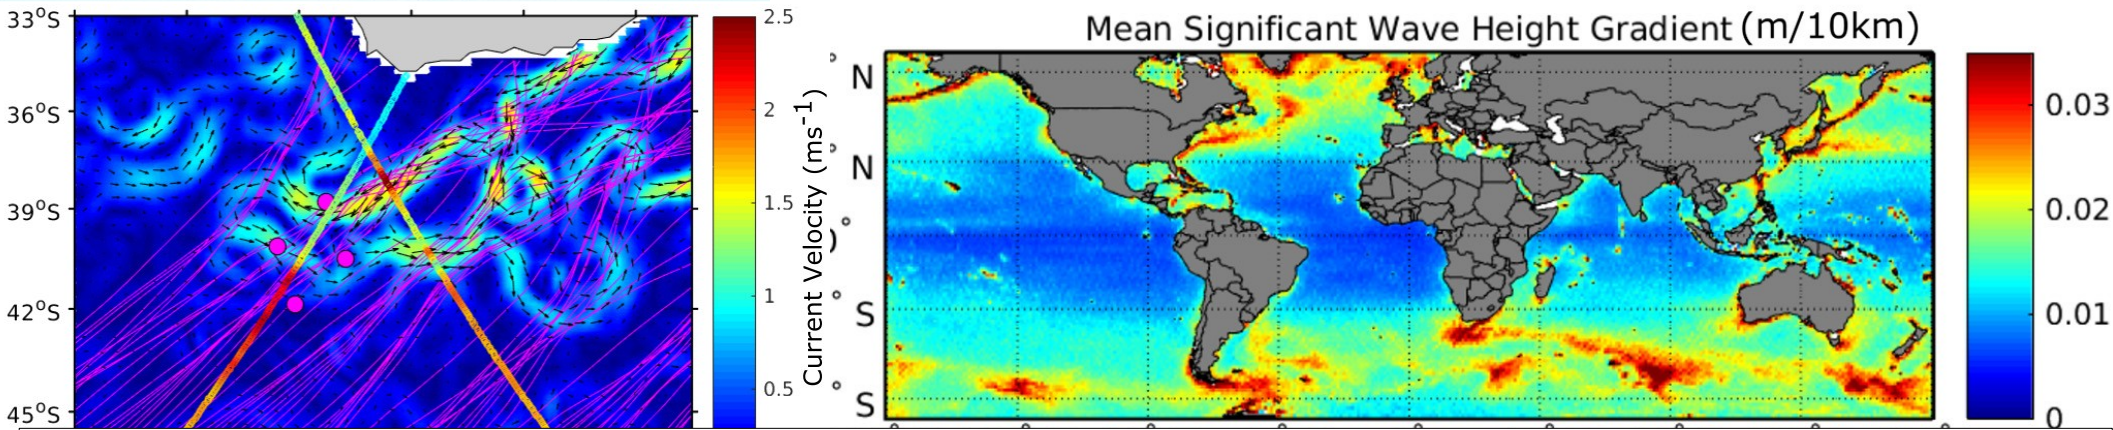 33°S
36°S
39°S
42°S
45°S
2.5
2
1.5
1
0.5
Current Velocity (ms⁻¹)
Mean Significant Wave Height Gradient (m/10km)
° N
° N
)°
° S
° S
0.03
0.02
0.01
0